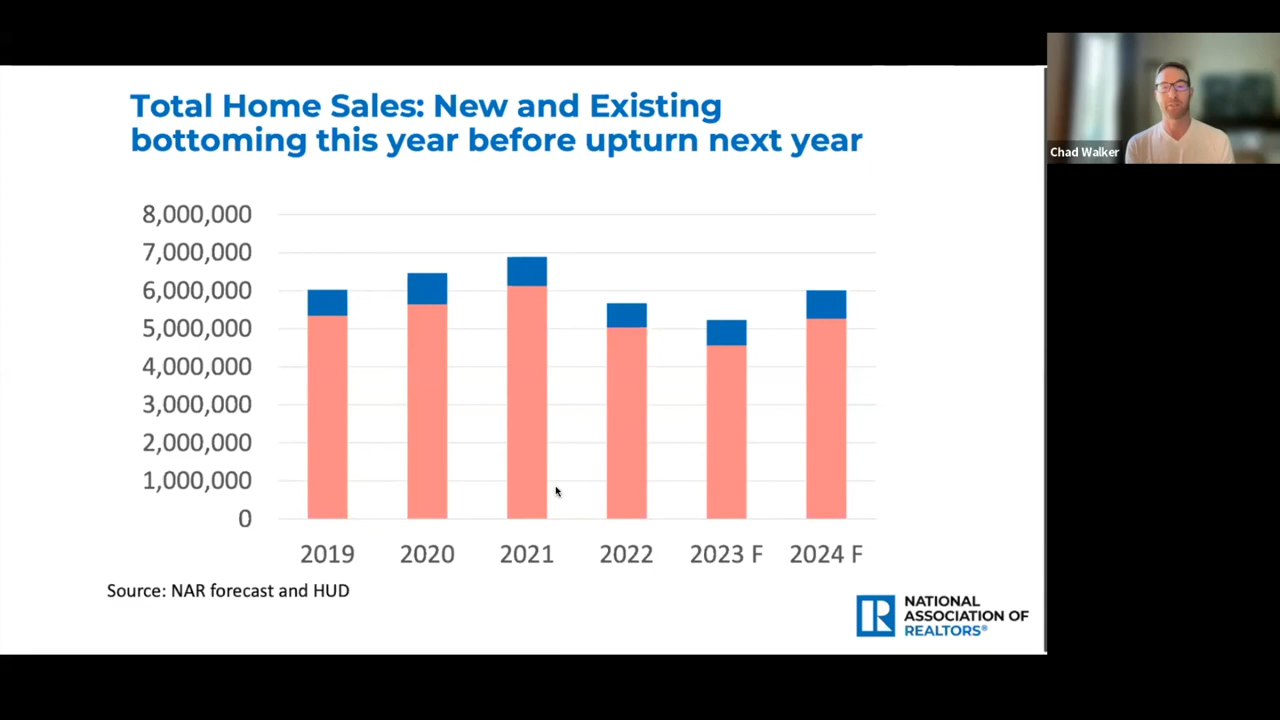 Total Home Sales: New and Existing
bottoming this year before upturn next year
Chad Walker
8,000,000
7,000,000
6,000,000
5,000,000
4,000,000
3,000,000
2,000,000
1,000,000
0
2019 2020 2021 2022 2023 F 2024 F
Source: NAR forecast and HUD
R
NATIONAL
ASSOCIATION OF
REALTORS®